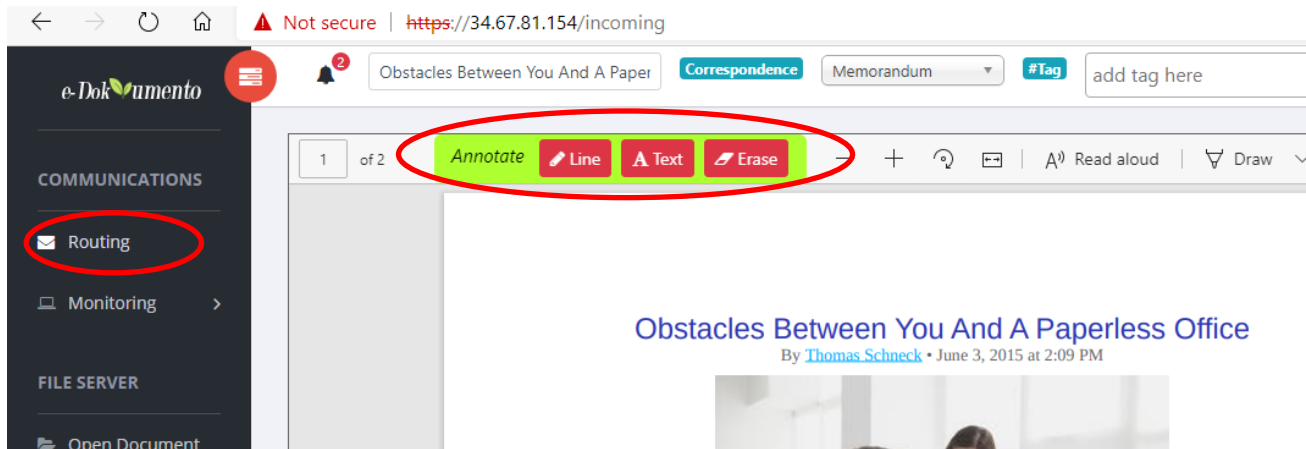 Not secure | https://34.67.81.154/incoming
e-Dokumento
2
Obstacles Between You And A Paper
Correspondence
Memorandum
#Tag
add tag here
COMMUNICATIONS
Routing
Monitoring
FILE SERVER
Open Document
1 of 2
Annotate
Line
A Text
Erase
Read aloud
Draw
Obstacles Between You And A Paperless Office
By Thomas Schneck • June 3, 2015 at 2:09 PM